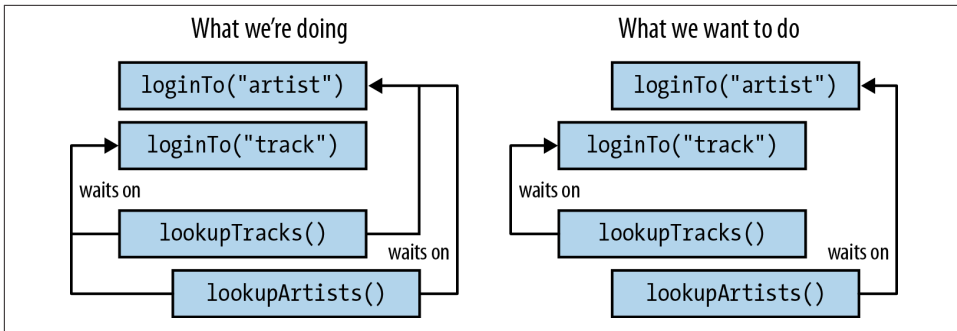 What we're doing
loginTo("artist")
loginTo("track")
waits on
lookupTracks()
waits on
lookupArtists()
What we want to do
loginTo("artist")
loginTo("track")
waits on
lookupTracks()
waits on
lookupArtists()